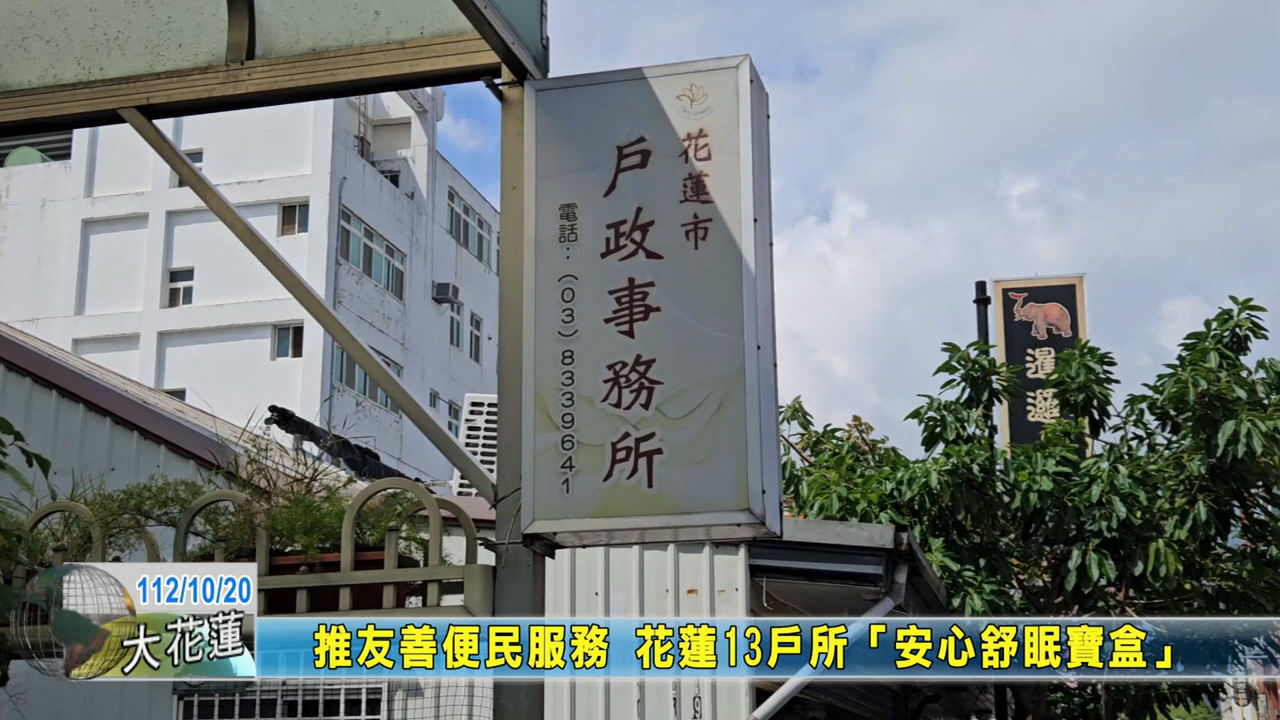 花蓮市
戶政事務所
電話：（03）8339641
暹邏
112/10/20
大花蓮
推友善便民服務 花蓮13戶所「安心舒眠寶盒」